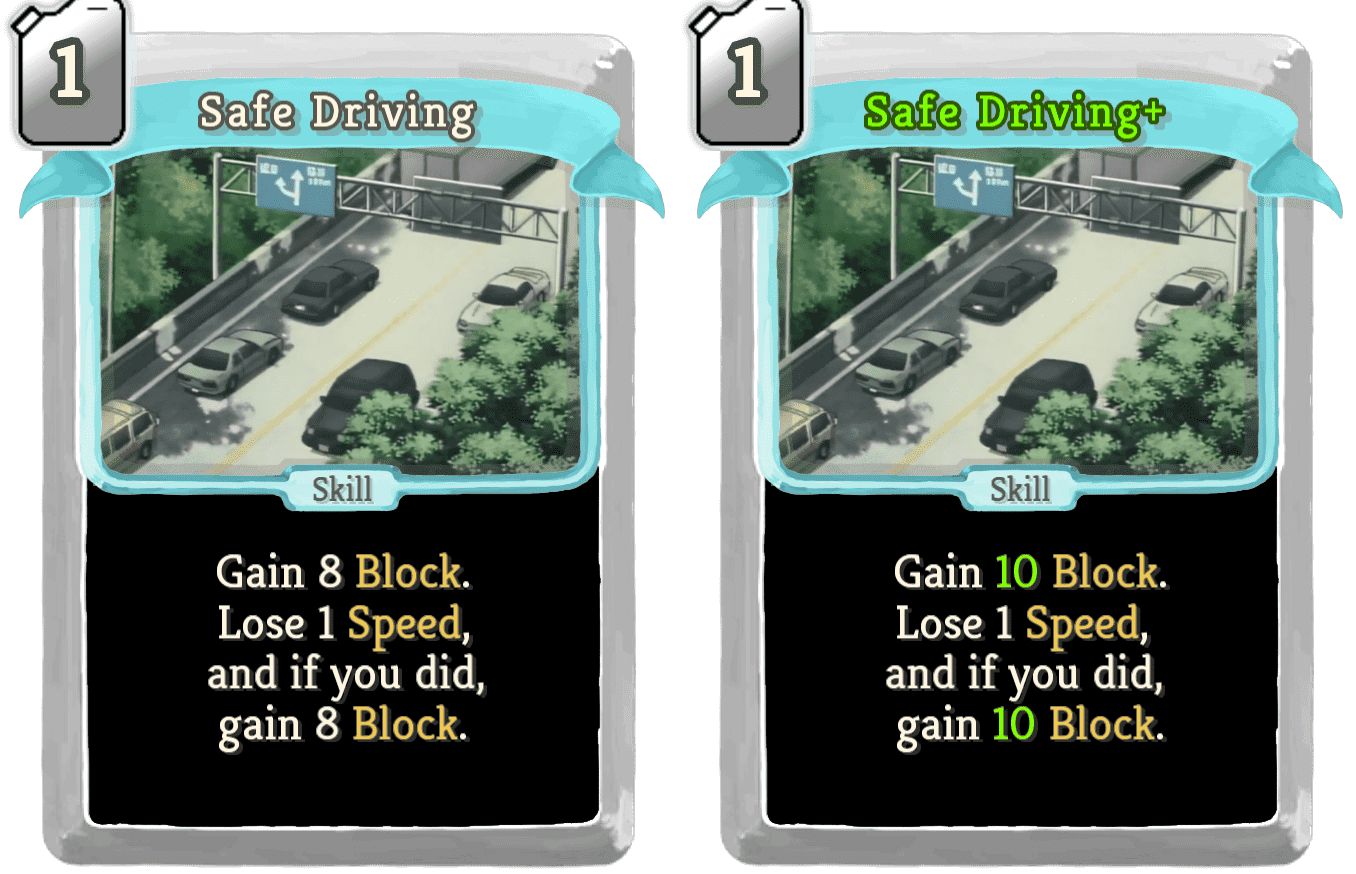 1
Safe Driving
Skill
Gain 8 Block.
Lose 1 Speed,
and if you did,
gain 8 Block.
1
Safe Driving+
Skill
Gain 10 Block.
Lose 1 Speed,
and if you did,
gain 10 Block.